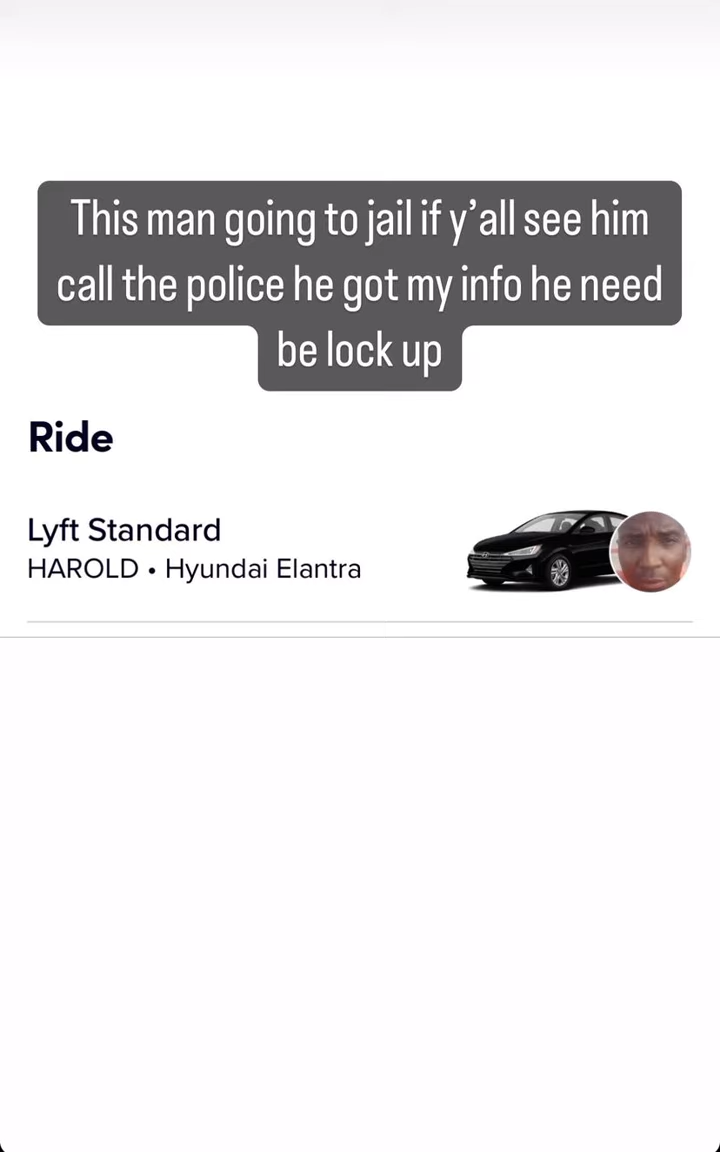 This man going to jail if y’all see him
call the police he got my info he need
be lock up
Ride
Lyft Standard
HAROLD • Hyundai Elantra